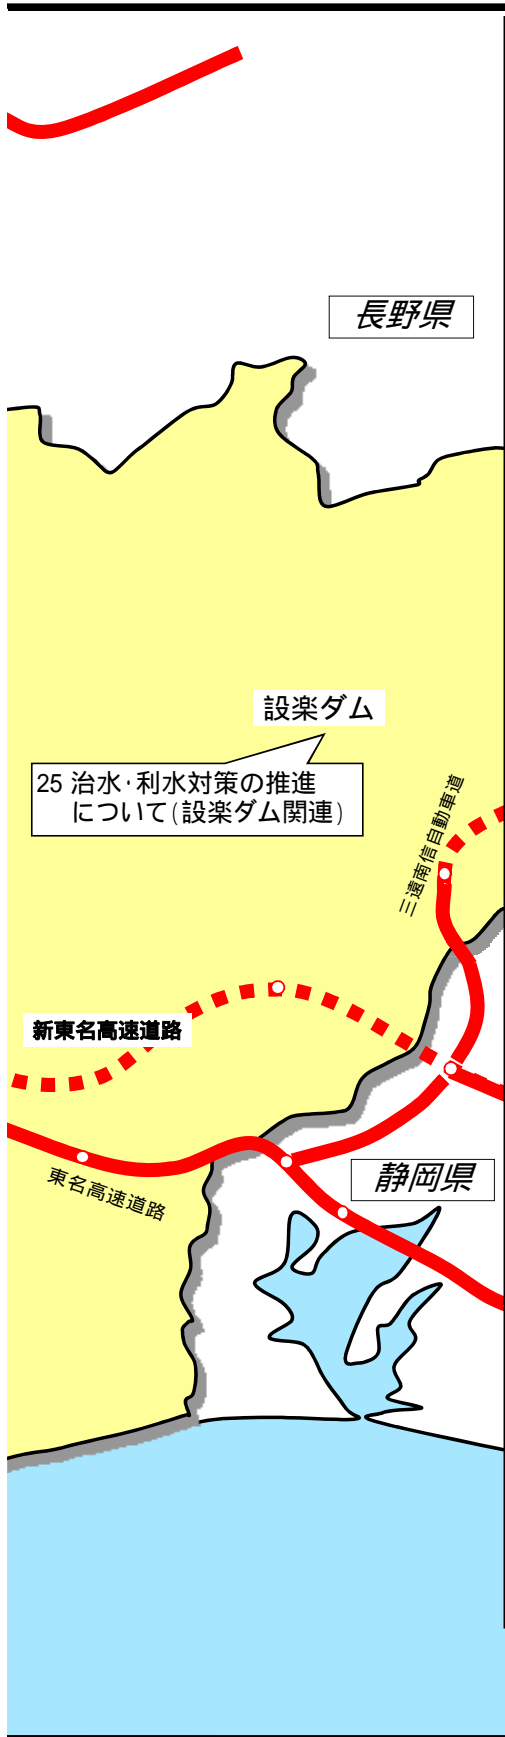 長野県
設楽ダム
25 治水･利水対策の推進
について(設楽ダム関連)
三遠南信自動車道
新東名高速道路
東名高速道路
静岡県